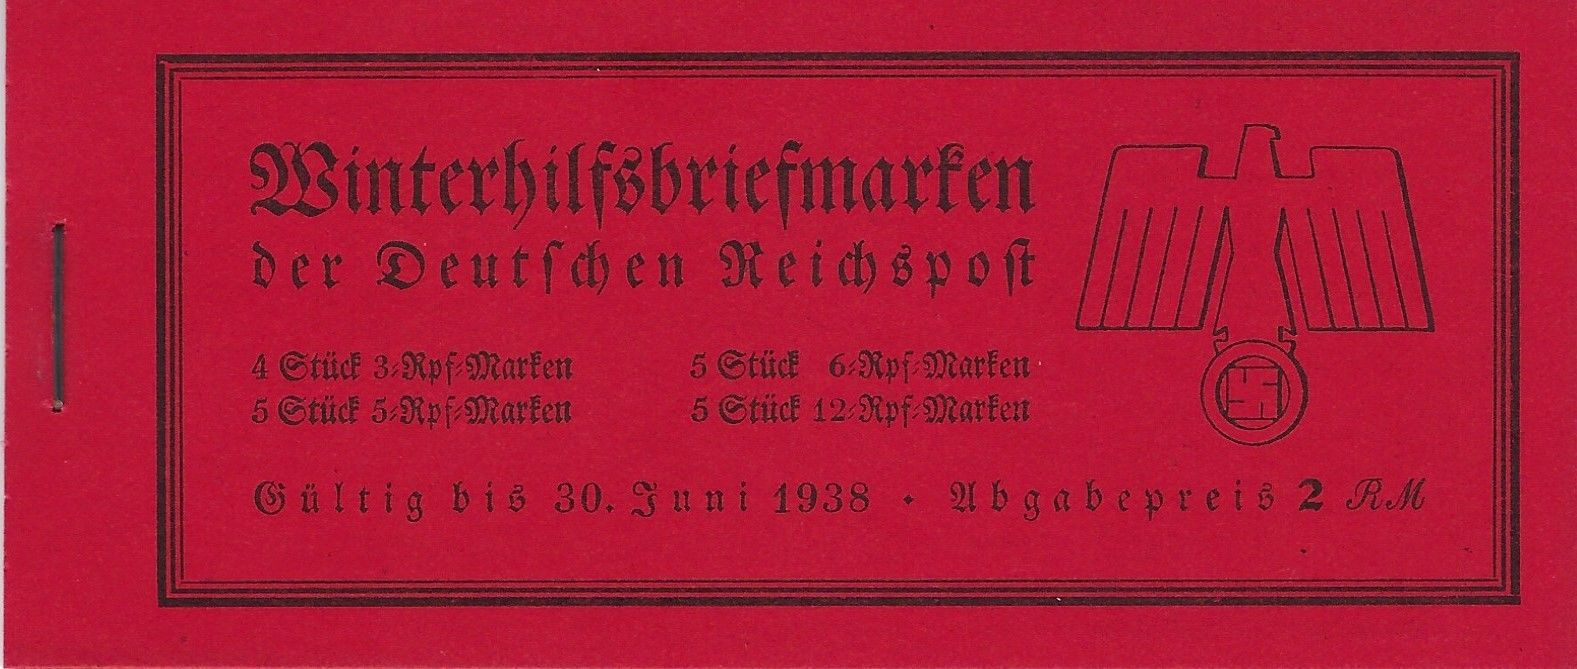 Winterhilfsbriefmarken
der Deutschen Reichspost
4 Stück 3-Rpf-Marken 5 Stück 6-Rpf-Marken
5 Stück 5-Rpf-Marken 5 Stück 12-Rpf-Marken
Gültig bis 30. Juni 1938 · Abgabepreis 2 RM